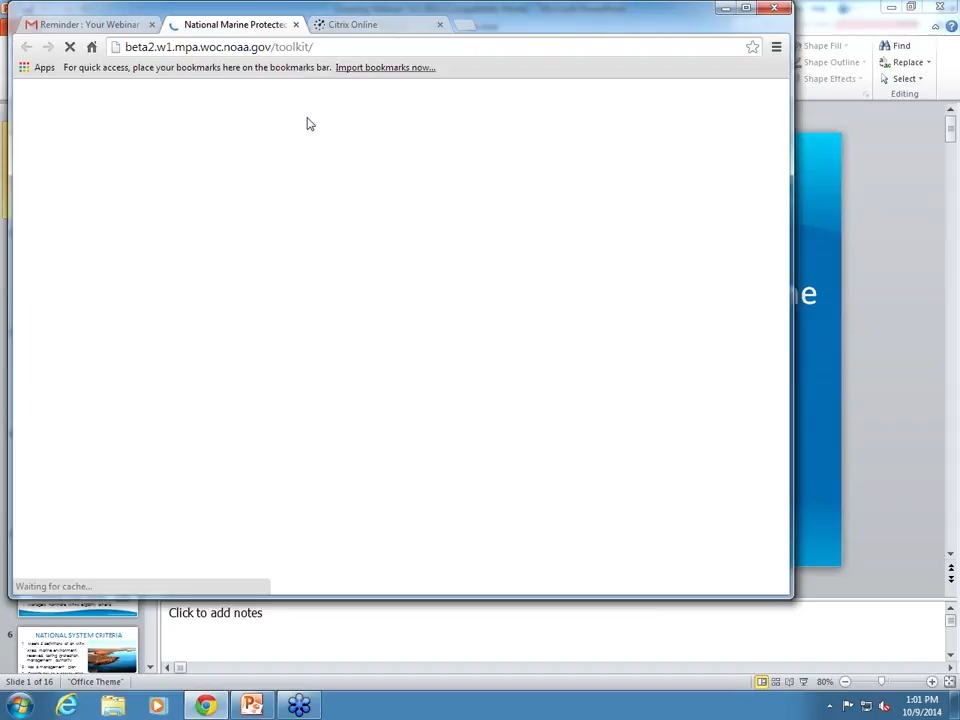 Reminder : Your Webinar
National Marine Protected
Citrix Online
beta2.w1.mpa.woc.noaa.gov/toolkit/
Apps
For quick access, place your bookmarks here on the bookmarks bar.
Import bookmarks now...
Shape Fill
Shape Outline
Shape Effects
Find
Replace
Select
Editing
ne
Waiting for cache...
Click to add notes
6
NATIONAL SYSTEM CRITERIA
Slide 1 of 16
"Office Theme"
80%
1:01 PM
10/9/2014